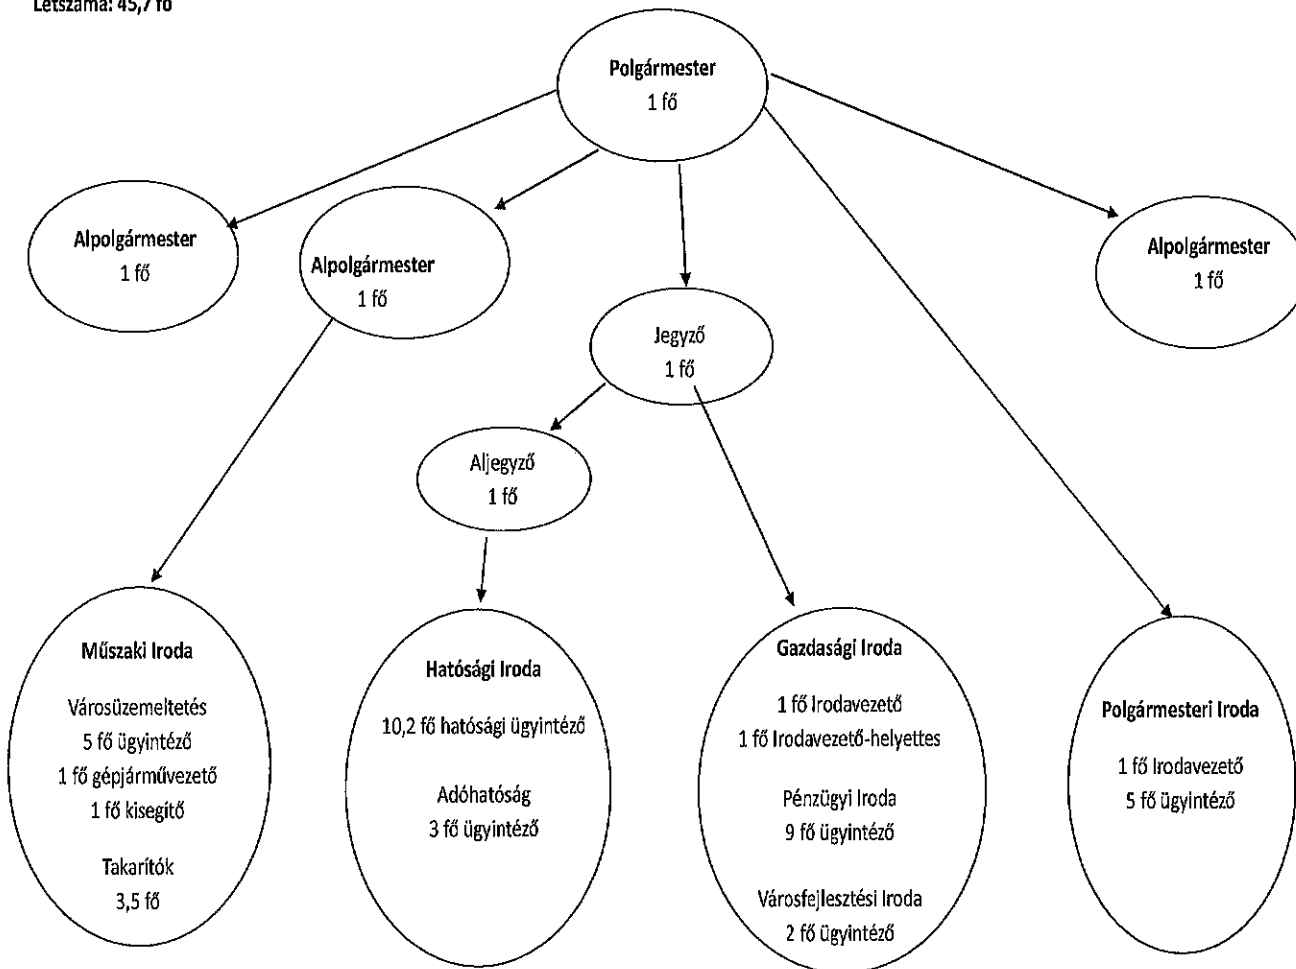 Létszáma: 45,7 fő
Polgármester
1 fő
Alpolgármester
1 fő
Alpolgármester
1 fő
Alpolgármester
1 fő
Jegyző
1 fő
Aljegyző
1 fő
Műszaki Iroda
Városüzemeltetés
5 fő ügyintéző
1 fő gépjárművezető
1 fő kisegítő
Takarítók
3,5 fő
Hatósági Iroda
10,2 fő hatósági ügyintéző
Adóhatóság
3 fő ügyintéző
Gazdasági Iroda
1 fő Irodavezető
1 fő Irodavezető-helyettes
Pénzügyi Iroda
9 fő ügyintéző
Városfejlesztési Iroda
2 fő ügyintéző
Polgármesteri Iroda
1 fő Irodavezető
5 fő ügyintéző